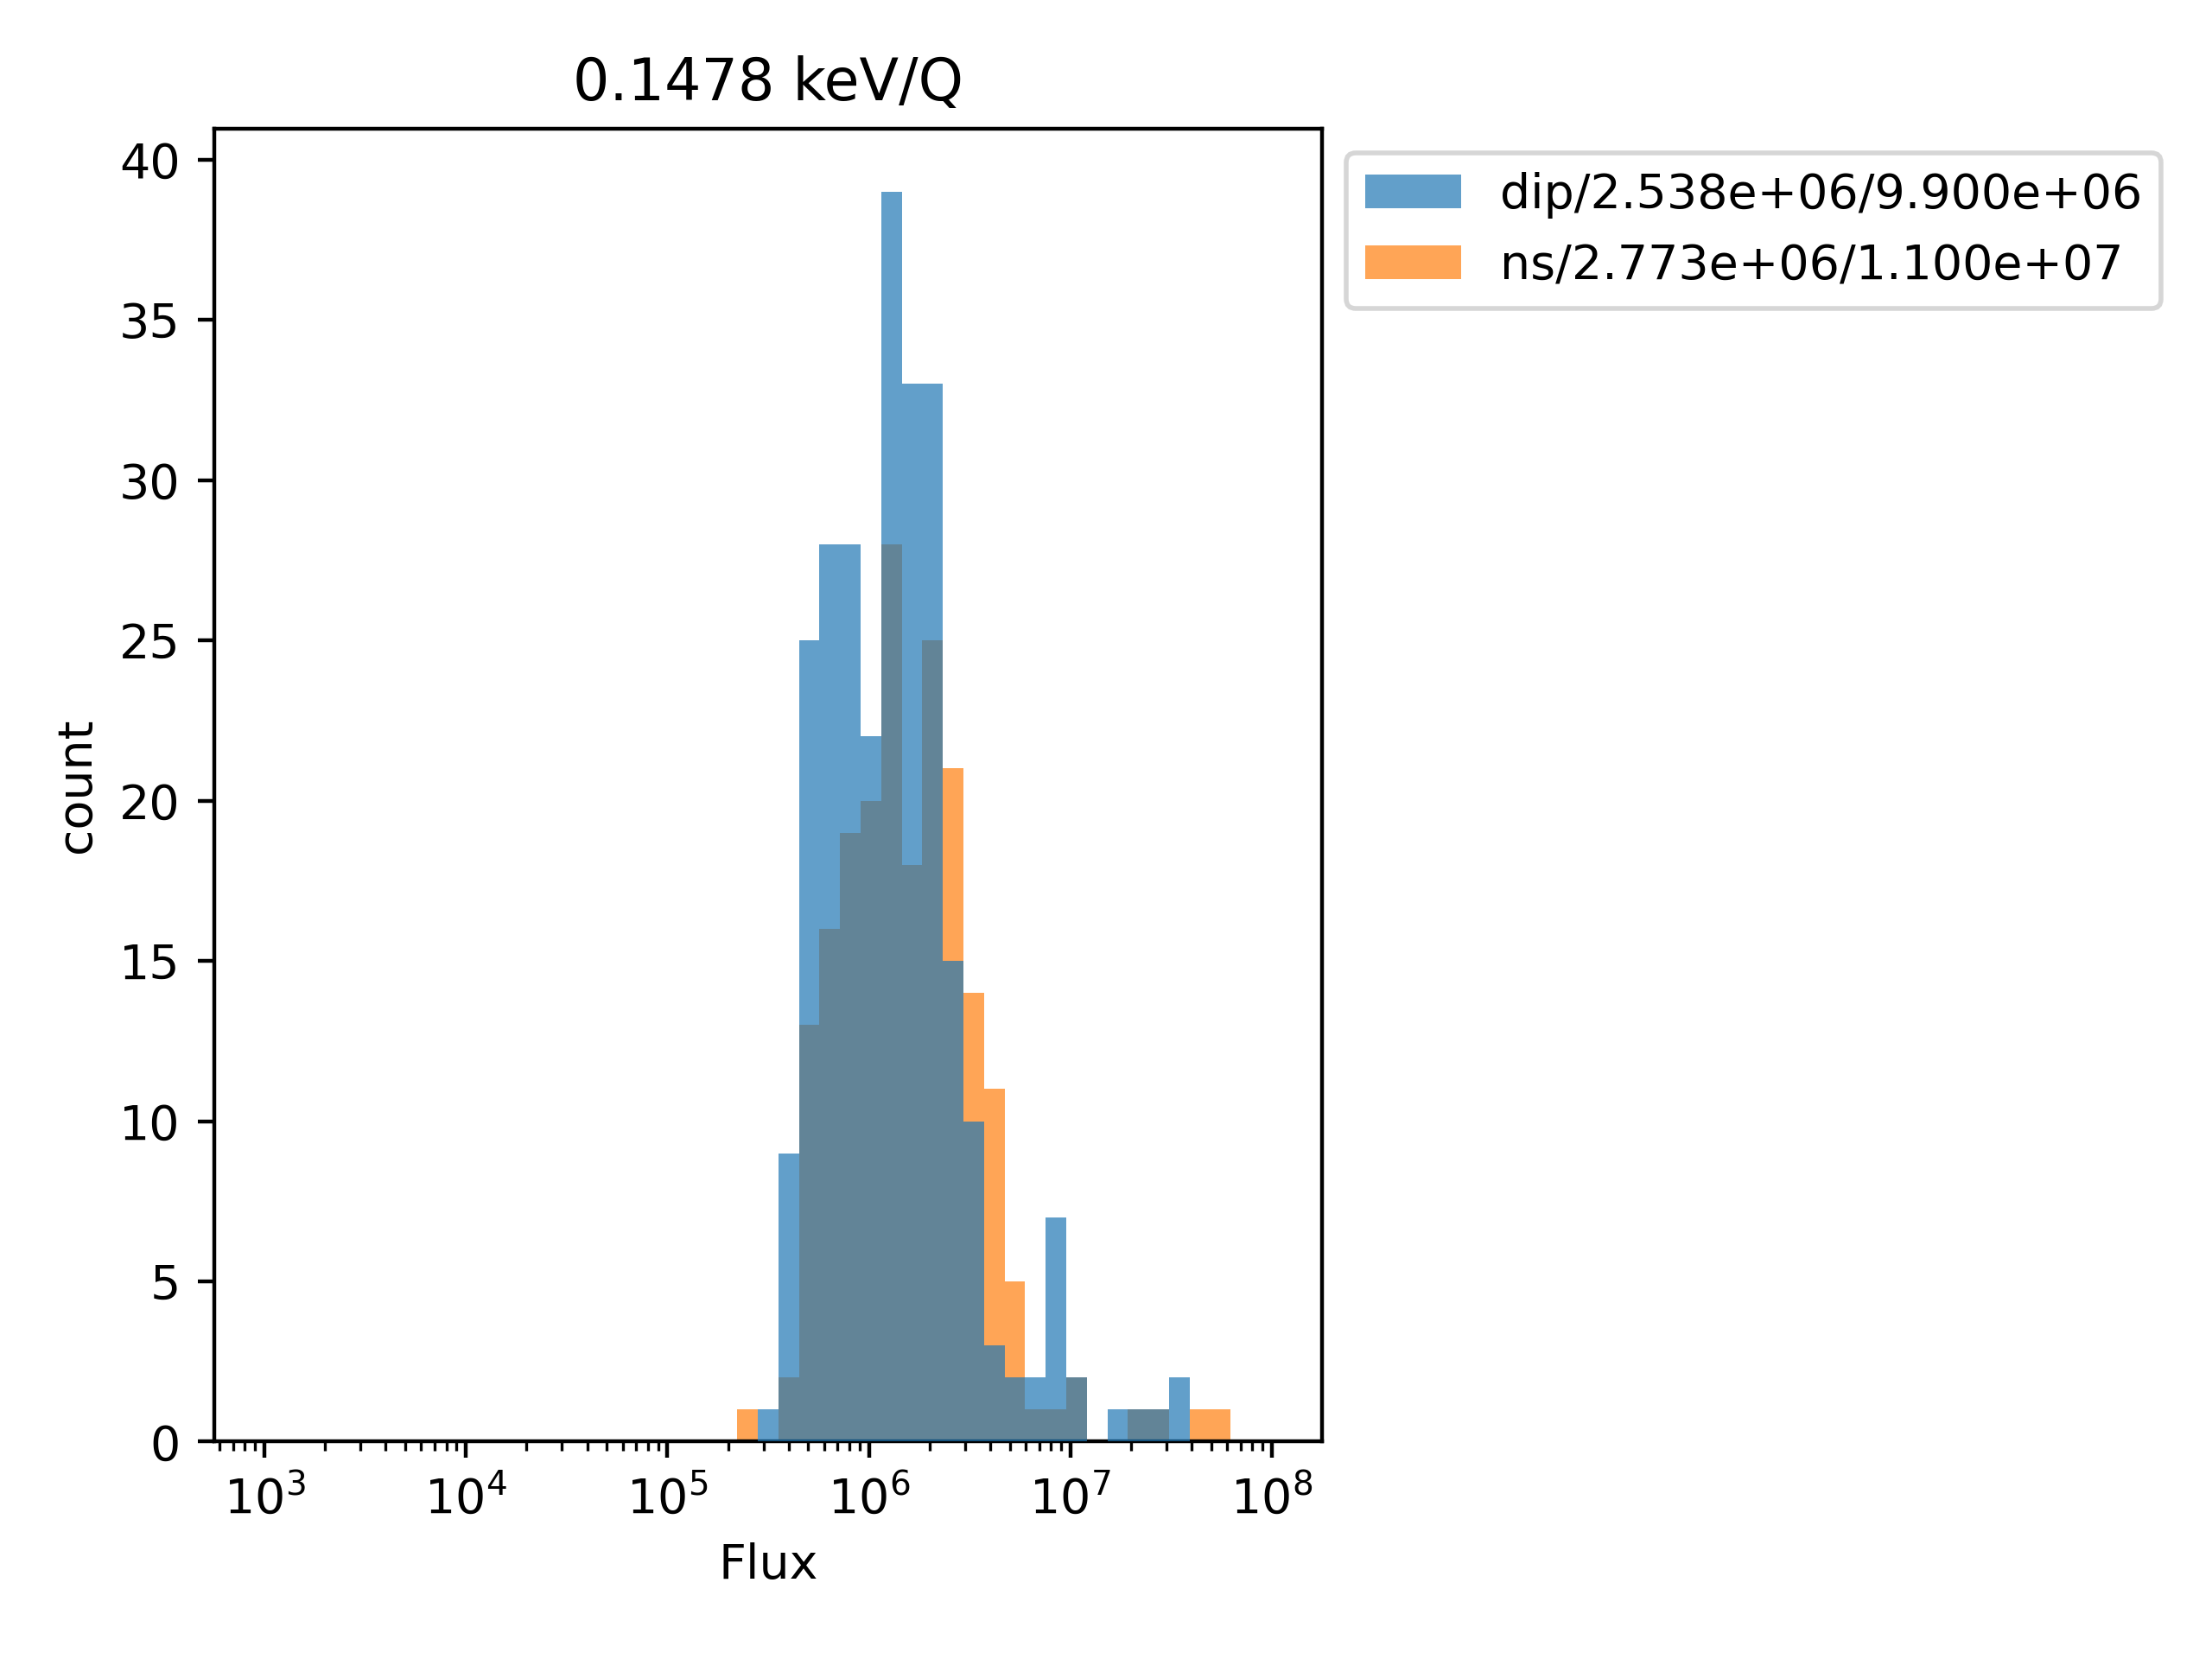 0.1478 keV/Q
dip/2.538e+06/9.900e+06
ns/2.773e+06/1.100e+07
count
40
35
30
25
20
15
10
5
0
10³ 10⁴ 10⁵ 10⁶ 10⁷ 10⁸
Flux